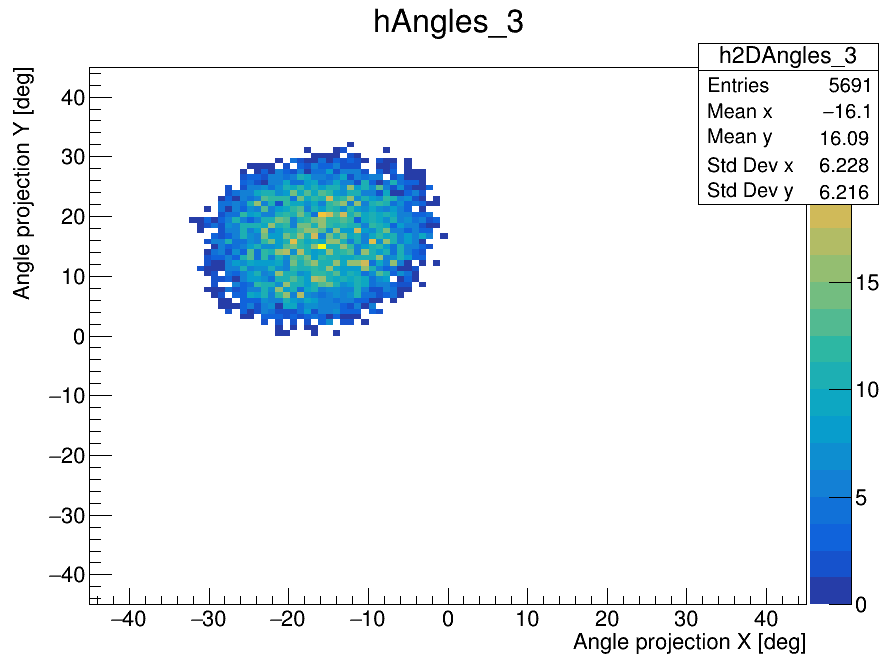 hAngles_3
h2DAngles_3
Entries 5691
Mean x −16.1
Mean y 16.09
Std Dev x 6.228
Std Dev y 6.216
Angle projection Y [deg]
40
30
20
10
0
−10
−20
−30
−40
−40 −30 −20 −10 0 10 20 30 40
Angle projection X [deg]
15
10
5
0